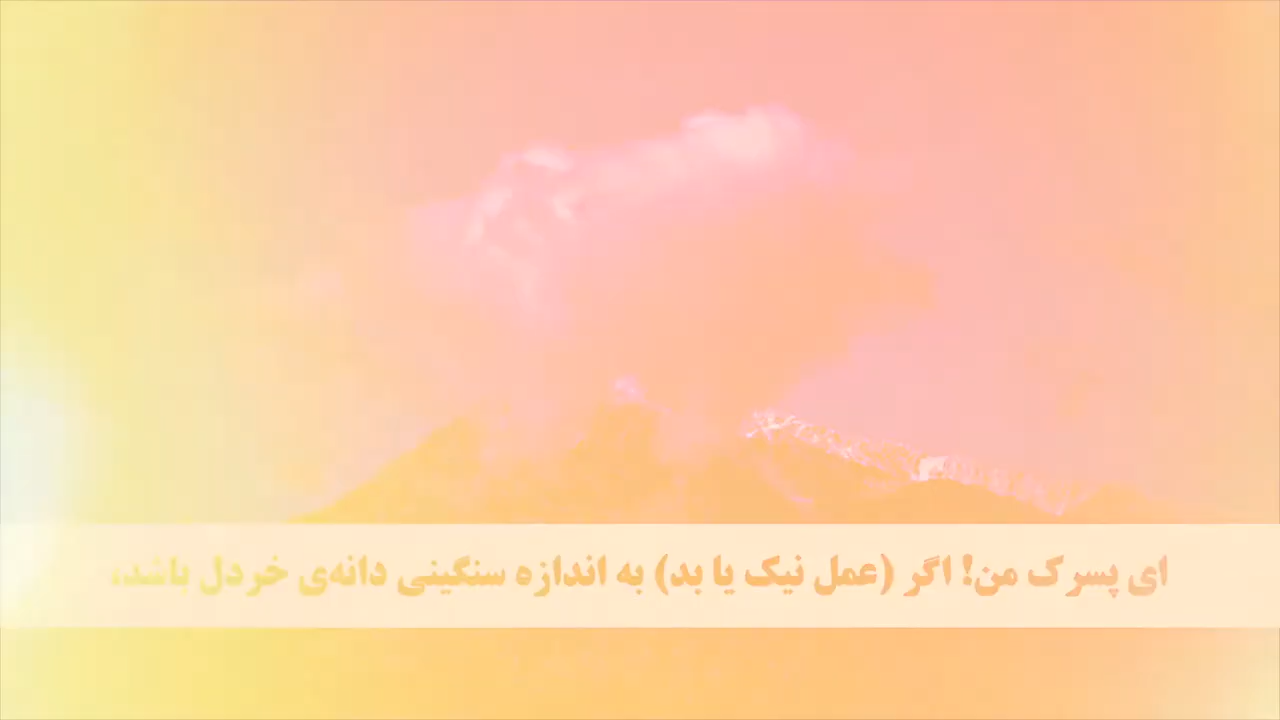 ای پسرک من! اگر (عمل نیک یا بد) به اندازه سنگینی دانه‌ی خردل باشد،